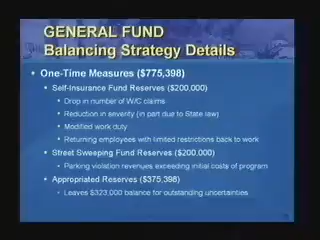 GENERAL FUND
Balancing Strategy Details
• One-Time Measures ($775,398)
• Self-Insurance Fund Reserves ($200,000)
• Drop in number of W/C claims
• Reduction in severity (in part due to State law)
• Modified work duty
• Returning employees with limited restrictions back to work
• Street Sweeping Fund Reserves ($200,000)
• Parking violation revenues exceeding initial costs of program
• Appropriated Reserves ($375,398)
• Leaves $323,000 balance for outstanding uncertainties